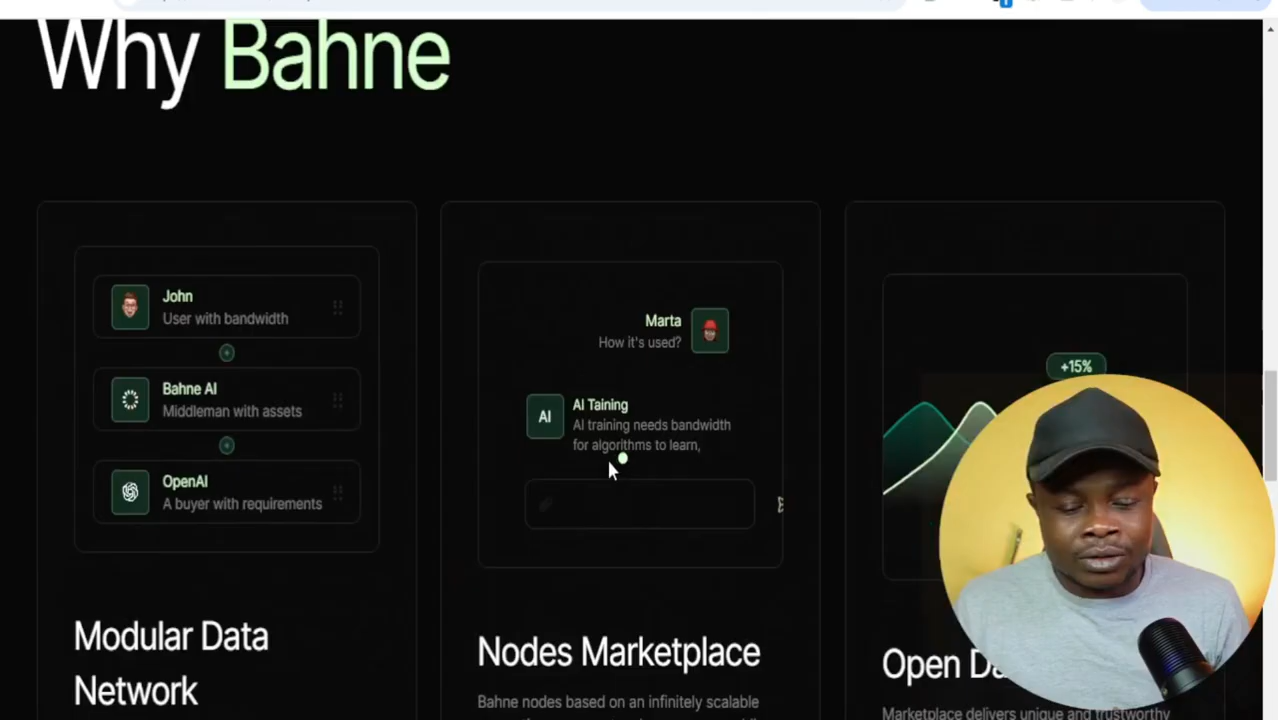 Why Bahne
John
User with bandwidth
Bahne AI
Middleman with assets
OpenAI
A buyer with requirements
Modular Data
Network
Marta
How it's used?
AI
AI Taining
AI training needs bandwidth
for algorithms to learn,
Nodes Marketplace
Bahne nodes based on an infinitely scalable
+15%
Open
Marketplace delivers unique and trustworthy